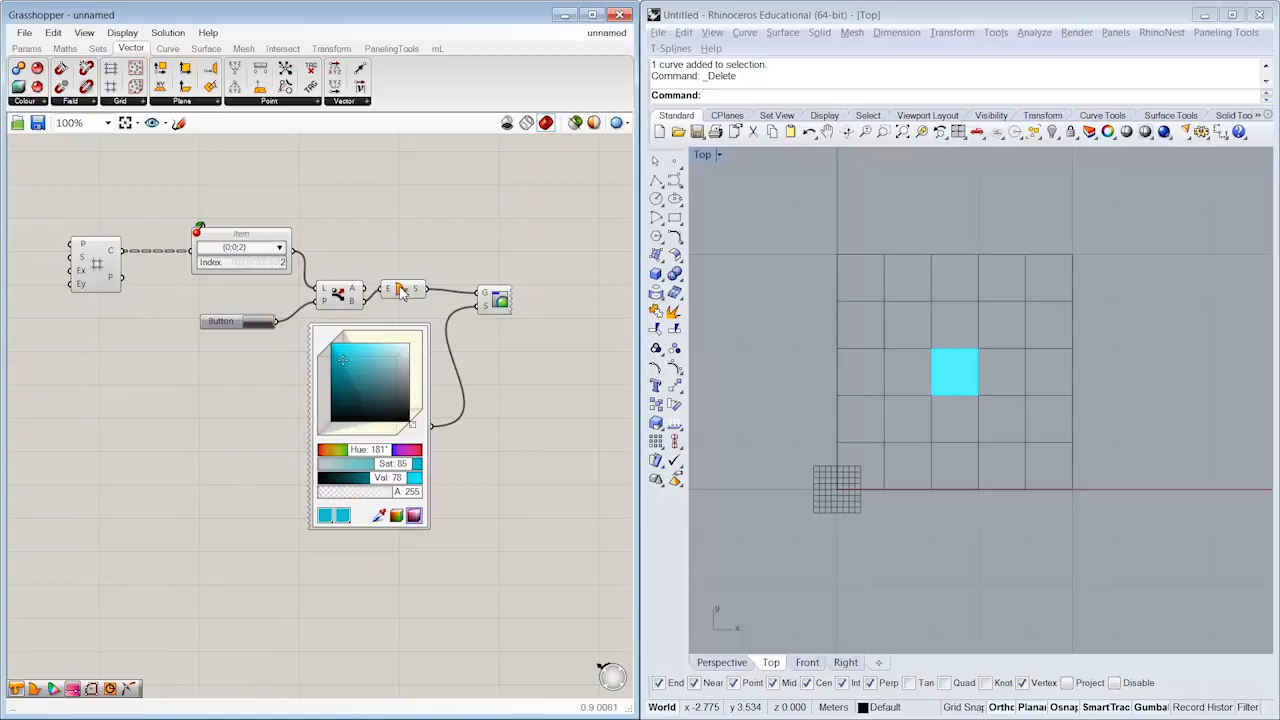 Grasshopper - unnamed
File Edit View Display Solution Help
unnamed
Params Maths Sets Vector Curve Surface Mesh Intersect Transform PanelingTools mL
Colour Field Grid Plane Point Vector
100%
P
S
Ex
Ey
C
P
Item
{0;0;2}
Index
2
Button
L
P
A
B
E
S
G
S
Hue: 181°
Sat: 85
Val: 78
A: 255
...
0.9.0061
Untitled - Rhinoceros Educational (64-bit) - [Top]
File Edit View Curve Surface Solid Mesh Dimension Transform Tools Analyze Render Panels RhinoNest Paneling Tools
T-Splines Help
1 curve added to selection.
Command: _Delete
Command:
Standard CPlanes Set View Display Select Viewport Layout Visibility Transform Curve Tools Surface Tools Solid Too
Top
y
x
Perspective Top Front Right
End Near Point Mid Cen Int Perp Tan Quad Knot Vertex Project Disable
World x -2.775 y 3.534 z 0.000 Meters Default Grid Snap Ortho Planar Osnap SmartTrac Gumbal Record Histor Filter